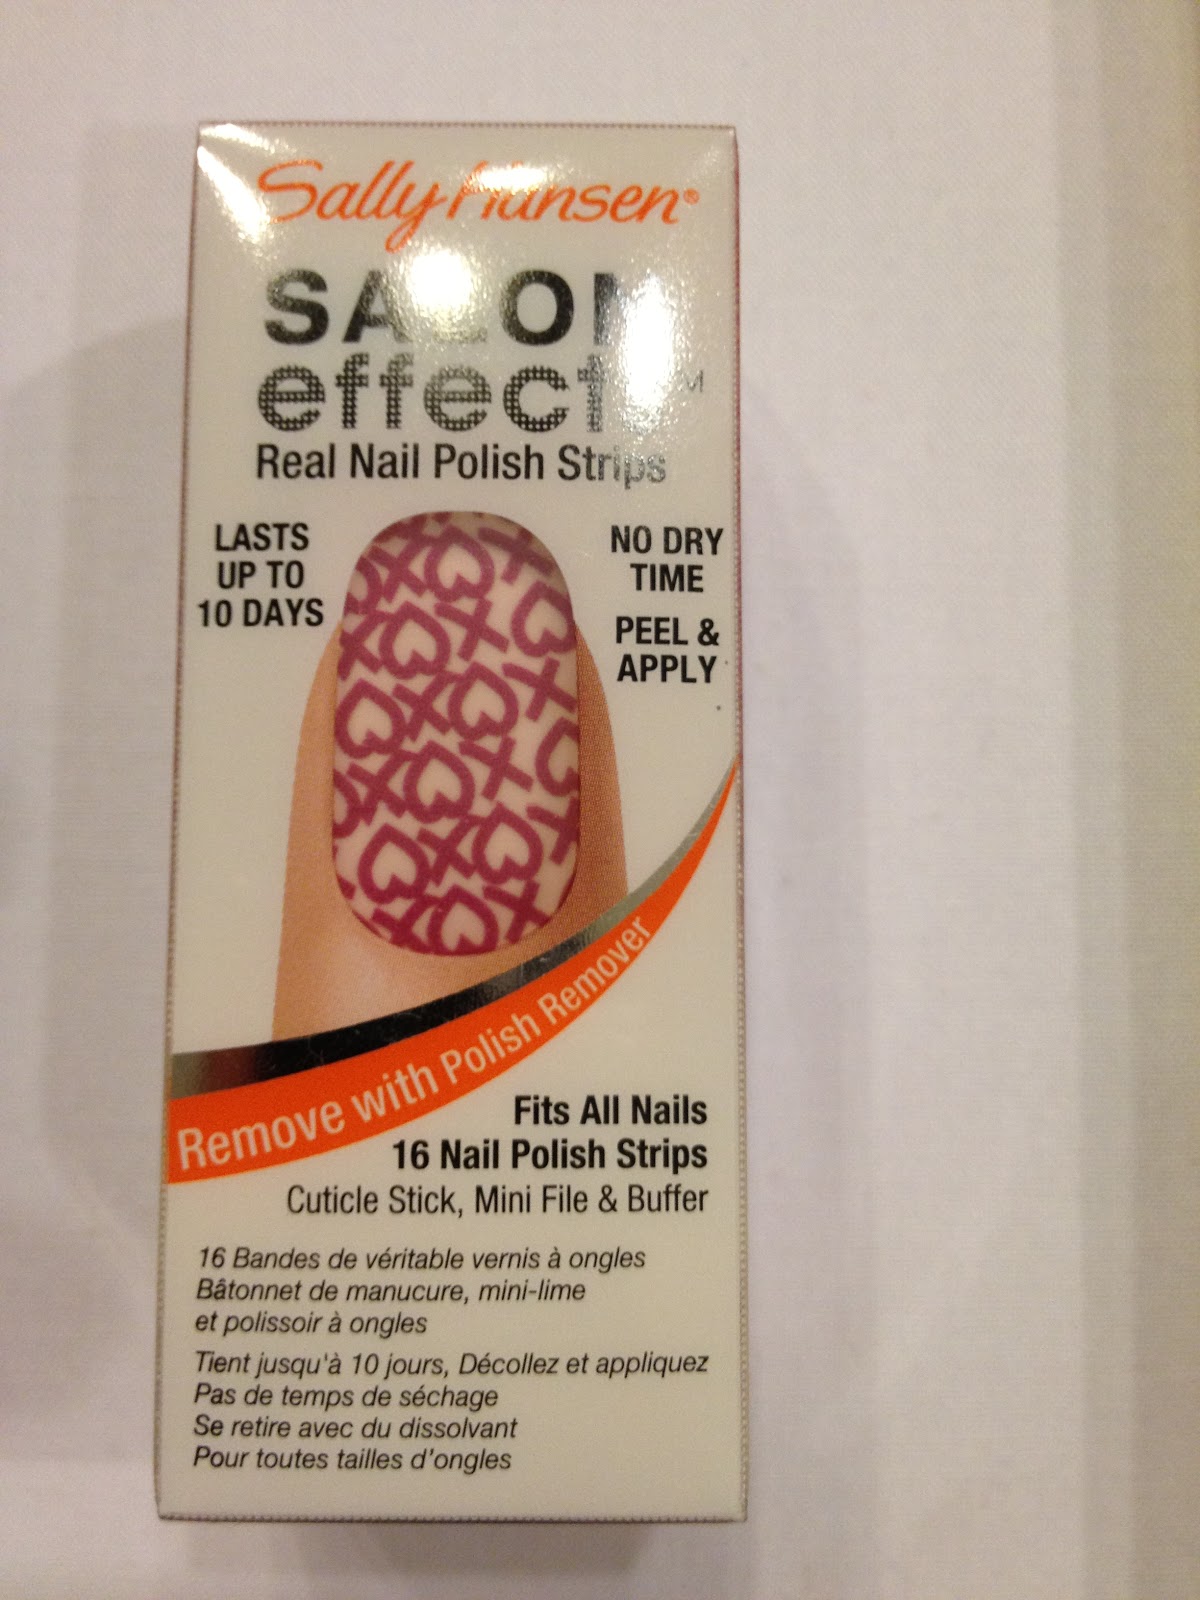 Sally Hansen®
SALON
effects™
Real Nail Polish Strips
LASTS
UP TO
10 DAYS
NO DRY
TIME
PEEL &
APPLY
Remove with Polish Remover
Fits All Nails
16 Nail Polish Strips
Cuticle Stick, Mini File & Buffer
16 Bandes de véritable vernis à ongles
Bâtonnet de manucure, mini-lime
et polissoir à ongles
Tient jusqu'à 10 jours, Décollez et appliquez
Pas de temps de séchage
Se retire avec du dissolvant
Pour toutes tailles d'ongles